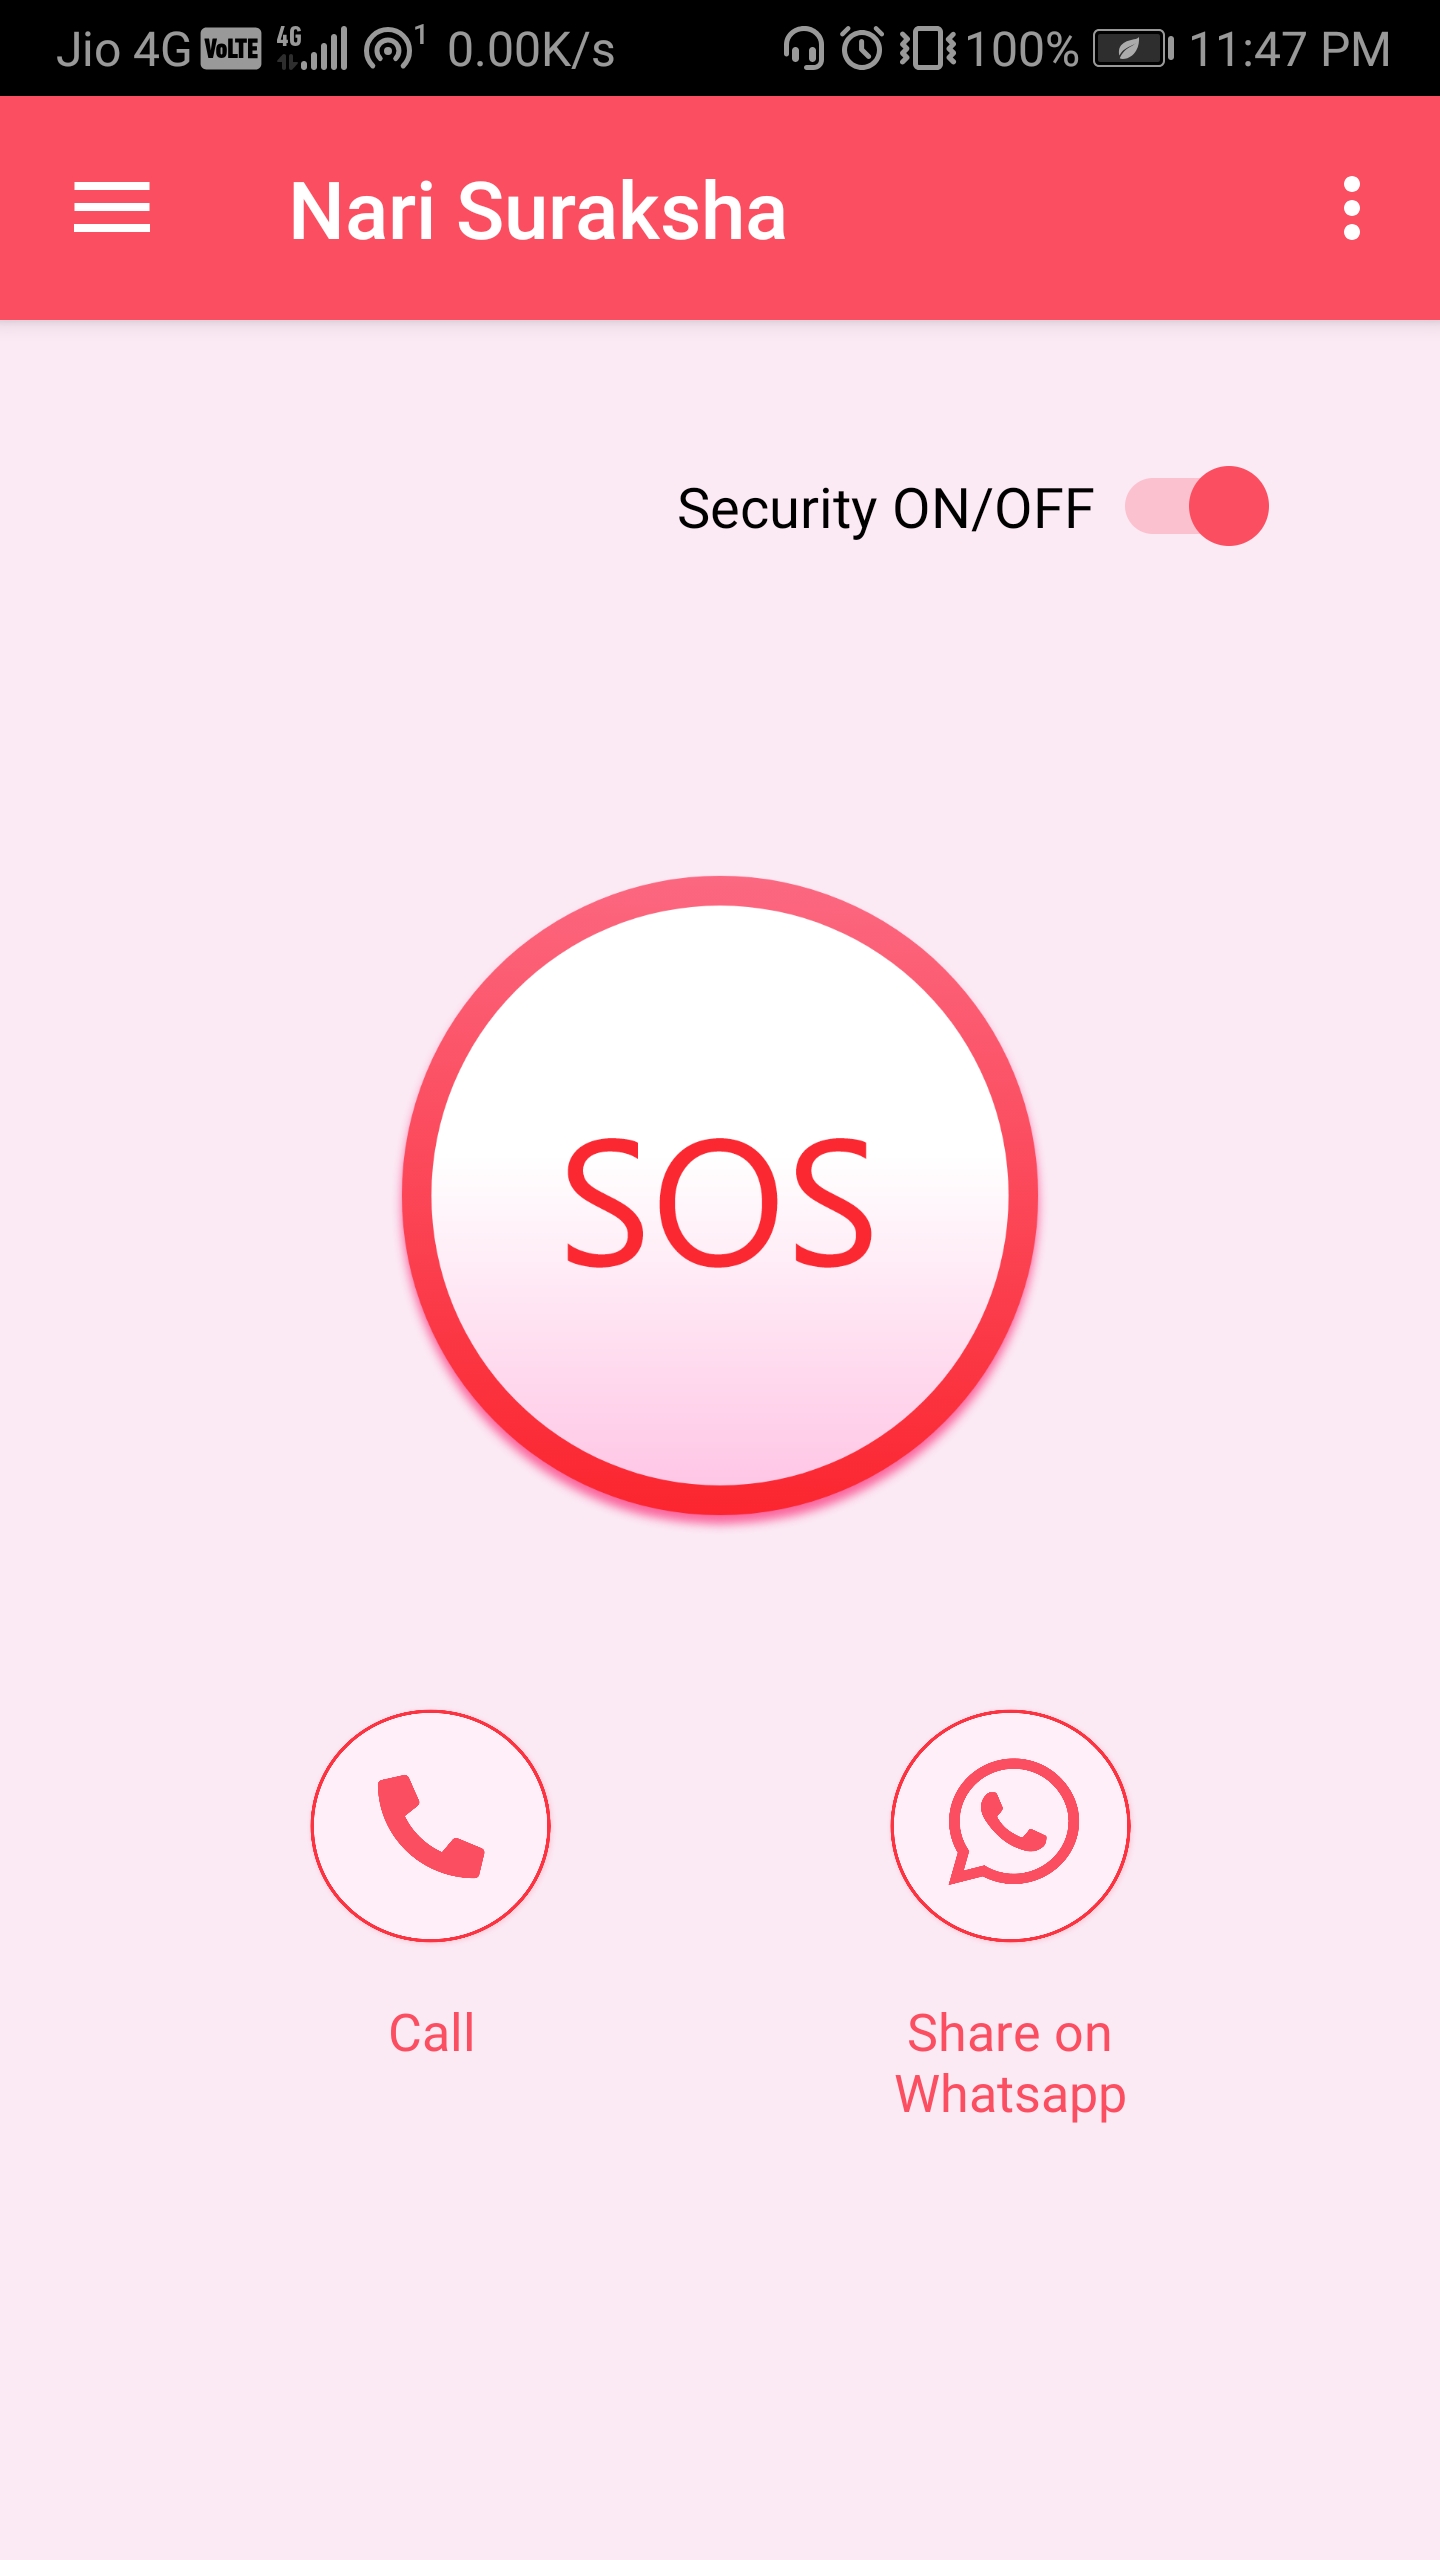 Jio 4G VoLTE 4G 1 0.00K/s 100% 11:47 PM
Nari Suraksha
Security ON/OFF
SOS
Call
Share on
Whatsapp